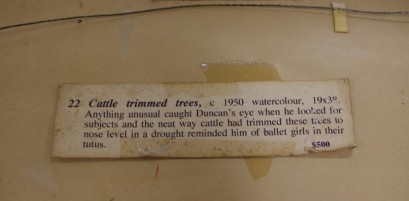 22 Cattle trimmed trees, c 1950 watercolour, 19x39.
Anything unusual caught Duncan's eye when he looked for
subjects and the neat way cattle had trimmed these trees to
nose level in a drought reminded him of ballet girls in their
tutus. $500